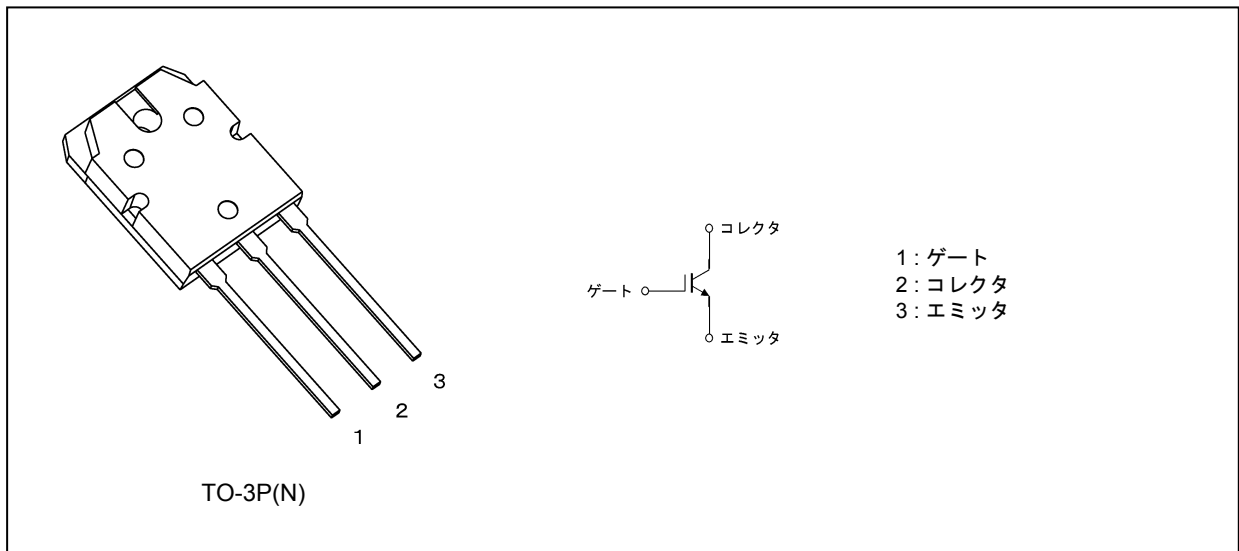 コレクタ
ゲート
エミッタ
1 : ゲート
2 : コレクタ
3 : エミッタ
3
2
1
TO-3P(N)